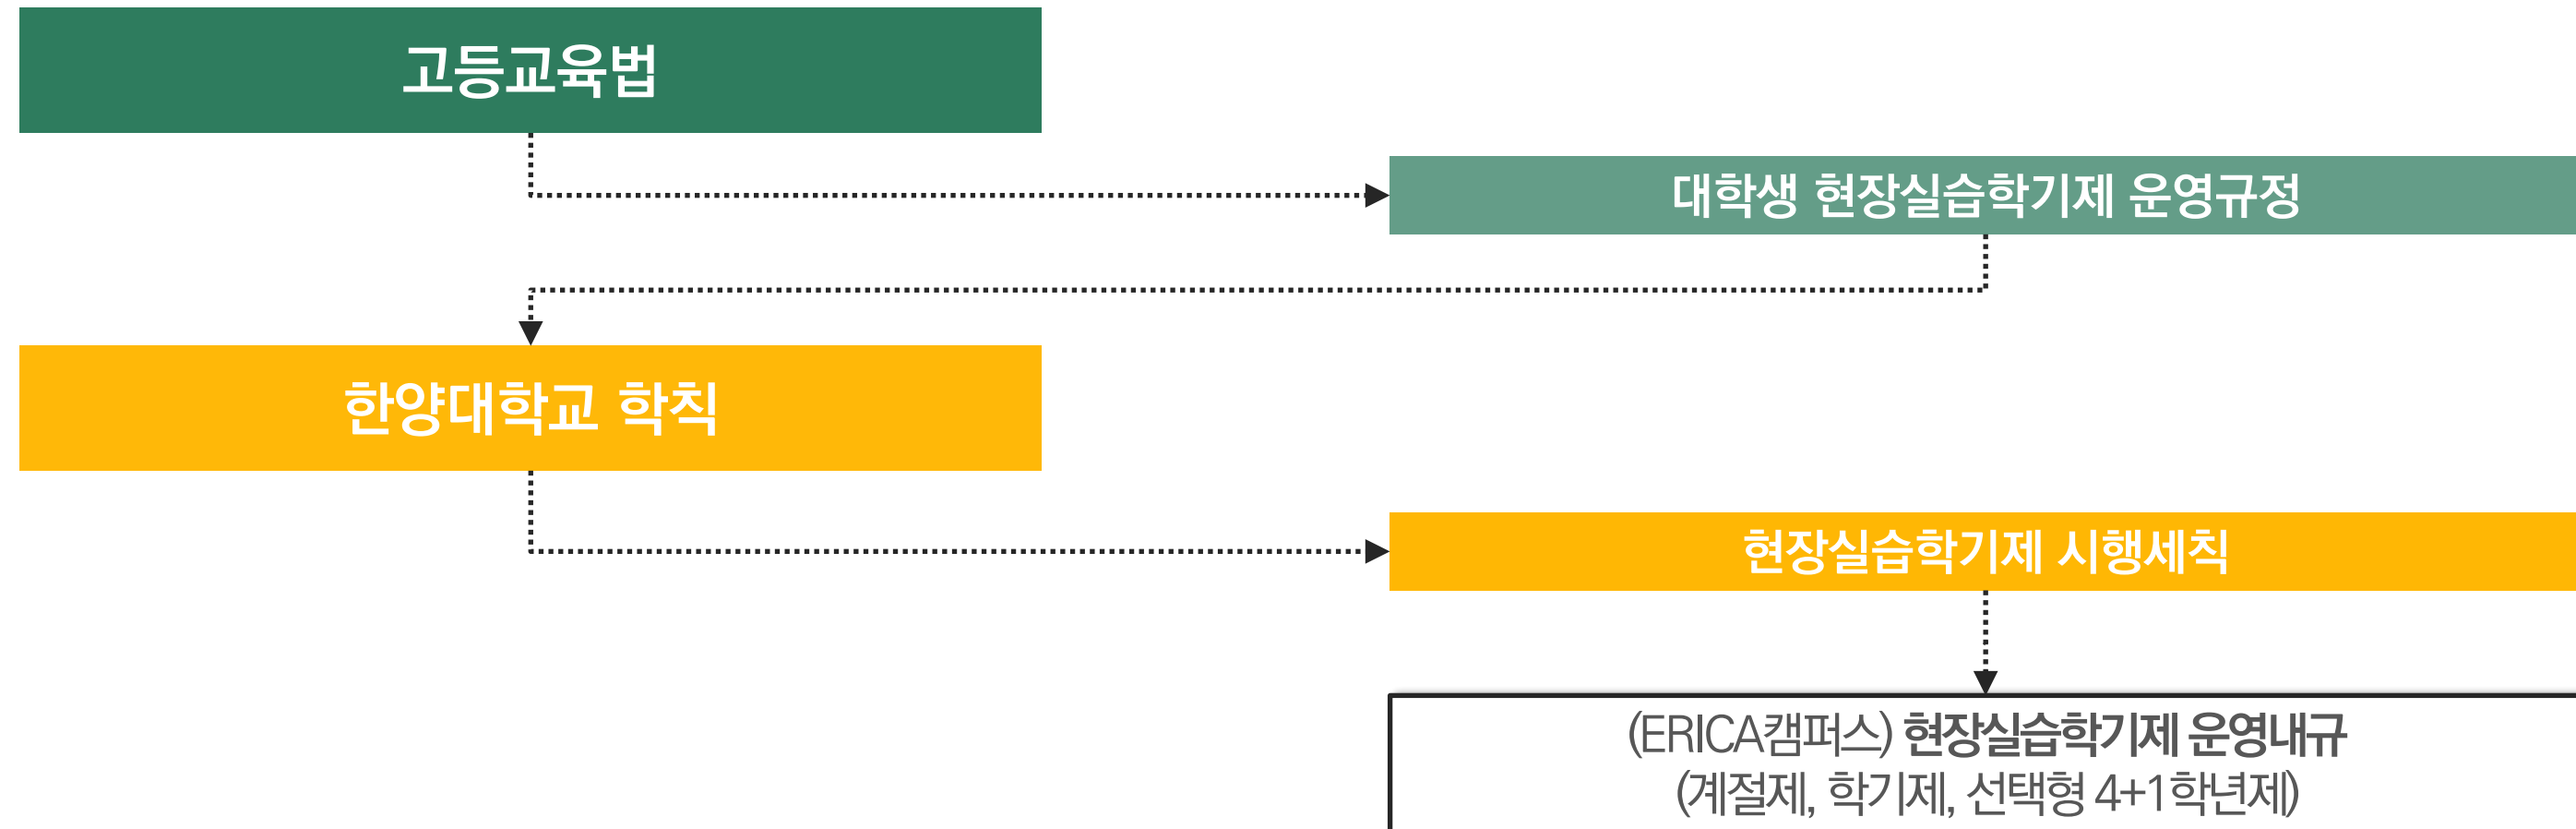 고등교육법
대학생 현장실습학기제 운영규정
한양대학교 학칙
현장실습학기제 시행세칙
(ERICA캠퍼스) 현장실습학기제 운영내규
(계절제, 학기제, 선택형 4+1학년제)